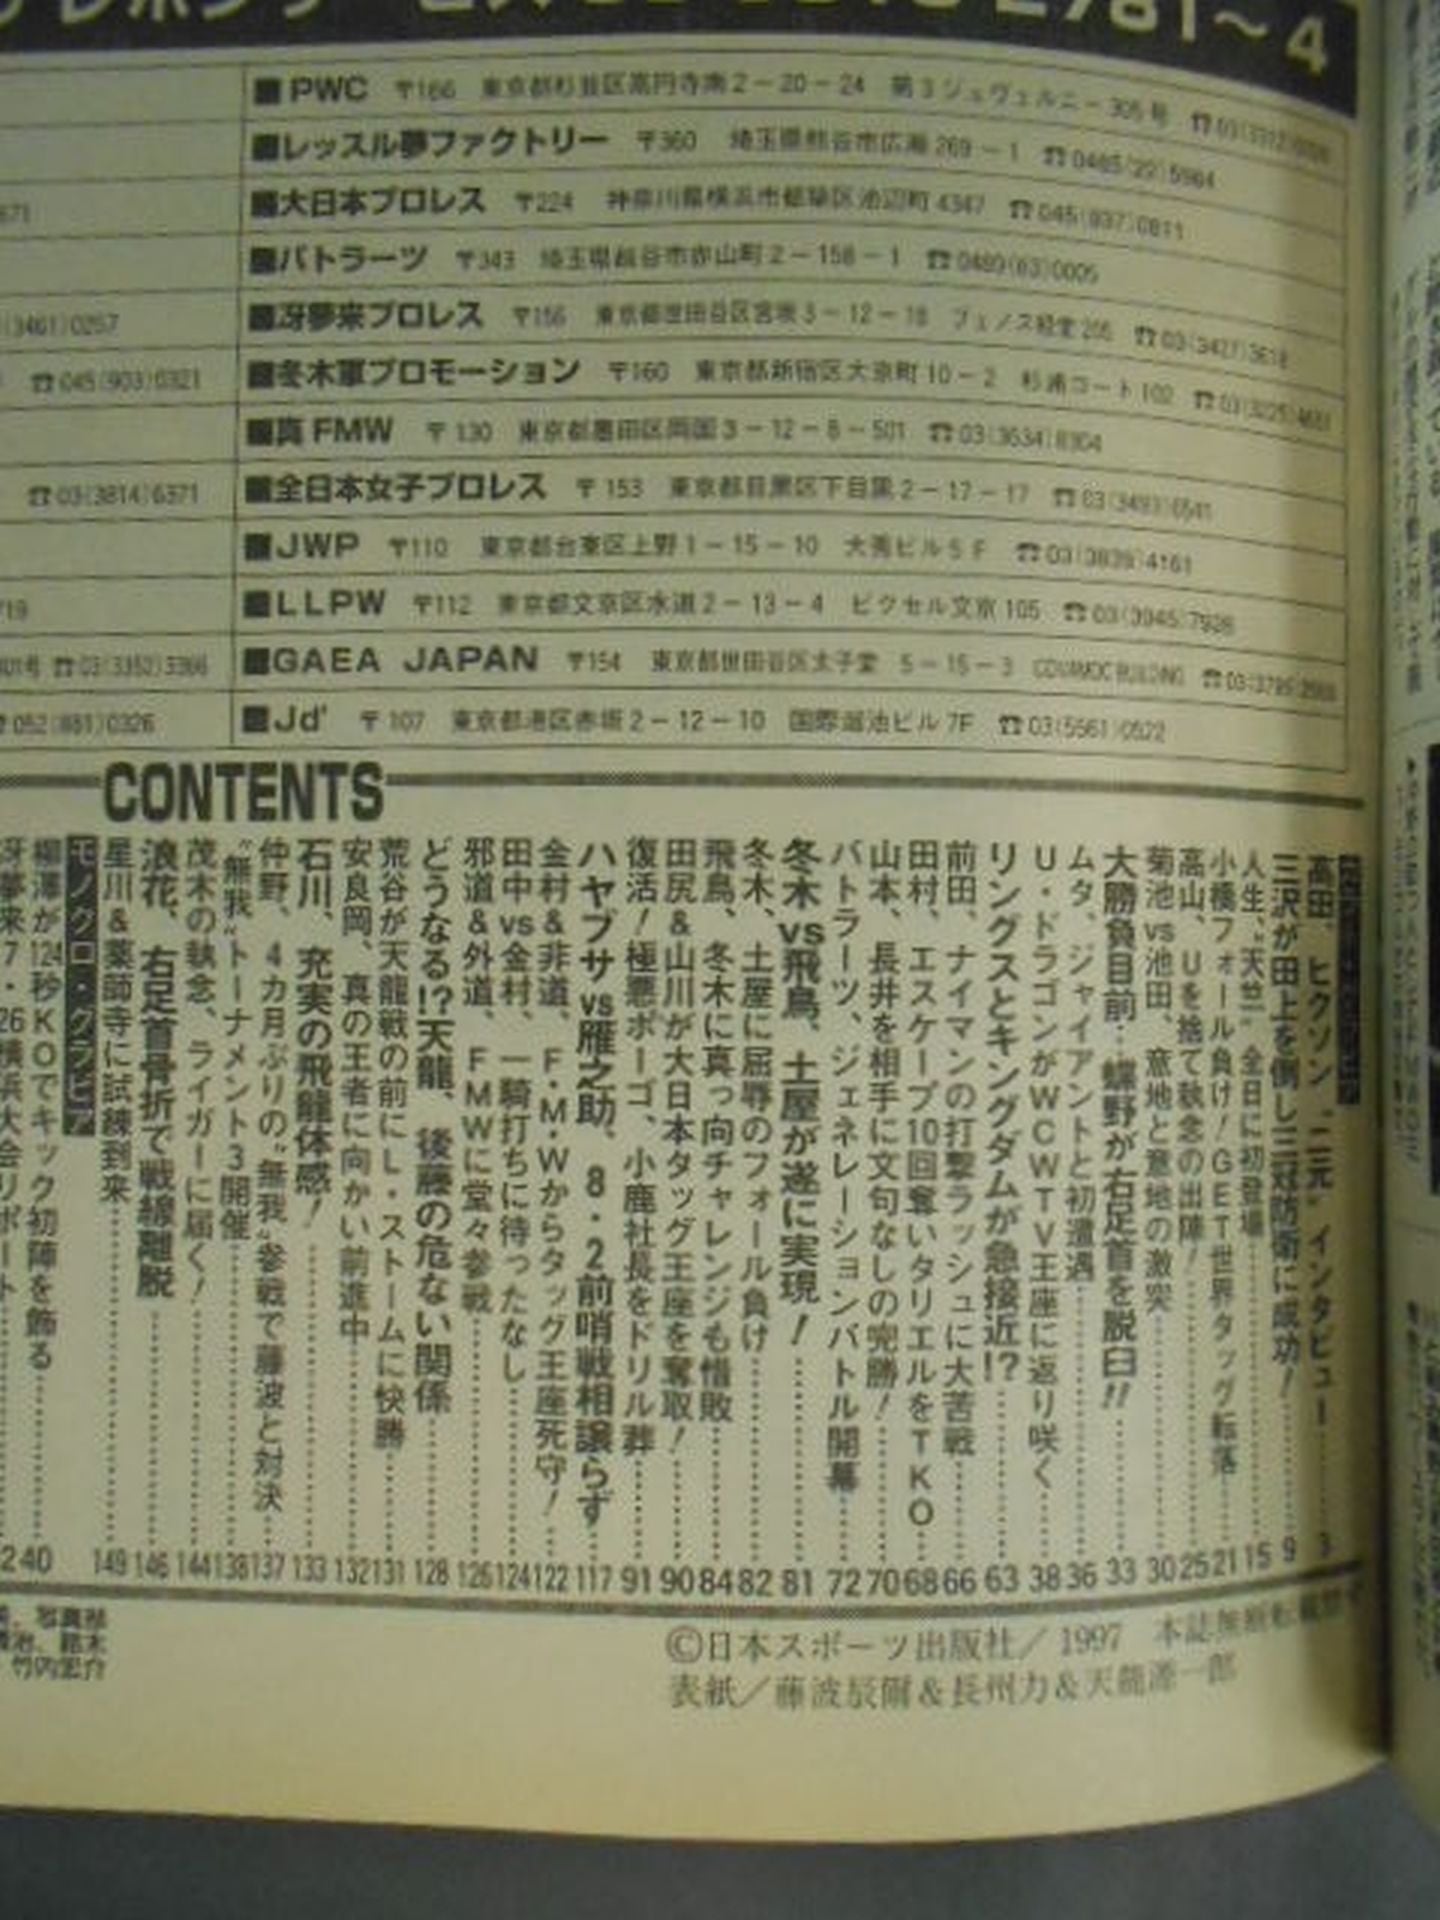 2781〜4
■PWC 〒166 東京都杉並区高円寺南2－20－24 第3ジュヴェルニー305号
■レッスル夢ファクトリー 〒360 埼玉県熊谷市広瀬269－1 ☎0485(22)5984
■大日本プロレス 〒224 神奈川県横浜市都築区池辺町4347 ☎045(937)0811
■バトラーツ 〒343 埼玉県越谷市赤山町2－158－1 ☎0489(63)0005
(3461)0257
■冴夢来プロレス 〒156 東京都世田谷区宮坂3－12－18 ☎03(3427)3618
☎045(903)0321
■冬木軍プロモーション 〒160 東京都新宿区大京町10－2 杉浦コート102
■真FMW 〒130 東京都墨田区両国3－12－8－501 ☎03(3634)8304
☎03(3814)6371
■全日本女子プロレス 〒153 東京都目黒区下目黒2－17－17 ☎03(3493)6541
■JWP 〒110 東京都台東区上野1－15－10 大秀ビル5F ☎03(3839)4161
■LLPW 〒112 東京都文京区水道2－13－4 ピクセル文京105 ☎03(3945)7926
☎03(3352)3366
■GAEA JAPAN 〒154 東京都世田谷区太子堂 5－15－3
☎052(881)0326
■Jd' 〒107 東京都港区赤坂2－12－10 国際溜池ビル7F ☎03(5561)0522
CONTENTS
高田、ヒクソン“二元”インタビュー……3
三沢が田上を倒し三冠防衛に成功！……9
人生、“天竺”全日に初登場……15
小橋フォール負け！GET世界タッグ転落……21
高山、Uを捨て執念の出陣！……25
菊池vs池田、意地と意地の激突……30
大勝負目前…蝶野が右足首を脱臼!!……33
ムタ、ジャイアントと初遭遇……36
U・ドラゴンがWCWTV王座に返り咲く……38
リングスとキングダムが急接近!?……63
前田、ナイマンの打撃ラッシュに大苦戦……66
田村、エスケープ10回奪いタリエルをTKO……68
山本、長井を相手に文句なしの完勝！……70
バトラーツ、ジェネレーションバトル開幕……72
冬木vs飛鳥、土屋が遂に実現！……81
冬木、土屋に屈辱のフォール負け……82
飛鳥、冬木に真っ向チャレンジも惜敗……84
田尻＆山川が大日本タッグ王座を奪取！……90
復活！極悪ポーゴ、小鹿社長をドリル葬……91
ハヤブサvs雁之助、8・2前哨戦相譲らず……117
金村＆非道、F・M・Wからタッグ王座死守！……122
田中vs金村、一騎打ちに待ったなし……124
邪道＆外道、FMWに堂々参戦……126
どうなる!?天龍、後藤の危ない関係……128
荒谷が天龍戦の前にL・ストームに快勝……131
安良岡、真の王者に向かい前進中……132
石川、充実の飛龍体感！……133
仲野、4カ月ぶりの“無我”参戦で藤波と対決……137
“無我”トーナメント3開催……138
茂木の執念、ライガーに届く！……144
浪花、右足首骨折で戦線離脱……146
星川＆薬師寺に試練到来……149
モノクロ・グラビア
柳澤が124秒KOでキック初陣を飾る……40
冴夢来7・26横浜大会リポート
©日本スポーツ出版社／1997
表紙／藤波辰爾＆長州力＆天龍源一郎
竹内宏介